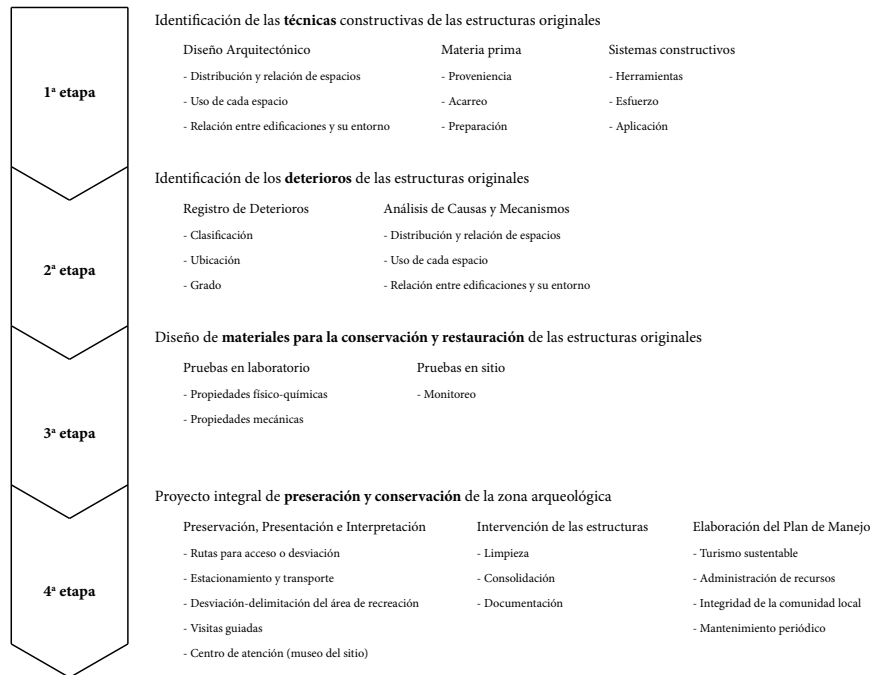 1ª etapa
Identificación de las técnicas constructivas de las estructuras originales
Diseño Arquitectónico
- Distribución y relación de espacios
- Uso de cada espacio
- Relación entre edificaciones y su entorno
Materia prima
- Proveniencia
- Acarreo
- Preparación
Sistemas constructivos
- Herramientas
- Esfuerzo
- Aplicación
2ª etapa
Identificación de los deterioros de las estructuras originales
Registro de Deterioros
- Clasificación
- Ubicación
- Grado
Análisis de Causas y Mecanismos
- Distribución y relación de espacios
- Uso de cada espacio
- Relación entre edificaciones y su entorno
3ª etapa
Diseño de materiales para la conservación y restauración de las estructuras originales
Pruebas en laboratorio
- Propiedades físico-químicas
- Propiedades mecánicas
Pruebas en sitio
- Monitoreo
4ª etapa
Proyecto integral de preseración y conservación de la zona arqueológica
Preservación, Presentación e Interpretación
- Rutas para acceso o desviación
- Estacionamiento y transporte
- Desviación-delimitación del área de recreación
- Visitas guiadas
- Centro de atención (museo del sitio)
Intervención de las estructuras
- Limpieza
- Consolidación
- Documentación
Elaboración del Plan de Manejo
- Turismo sustentable
- Administración de recursos
- Integridad de la comunidad local
- Mantenimiento periódico